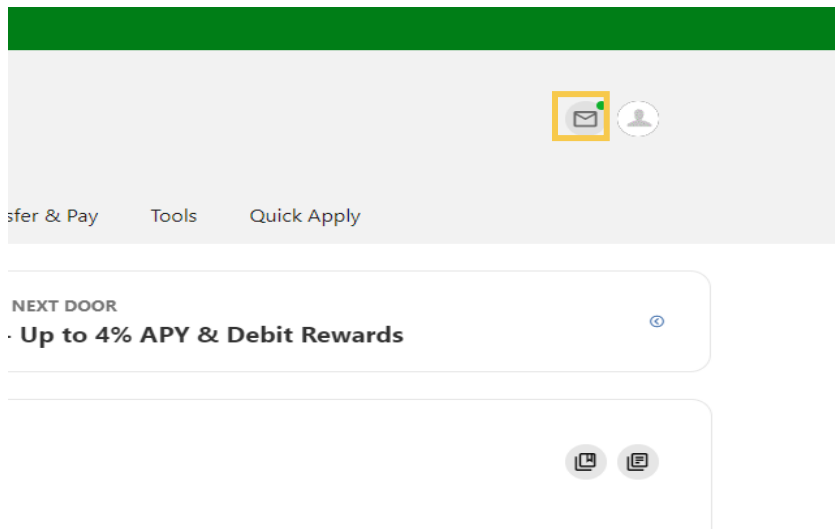 sfer & Pay Tools Quick Apply
NEXT DOOR
Up to 4% APY & Debit Rewards